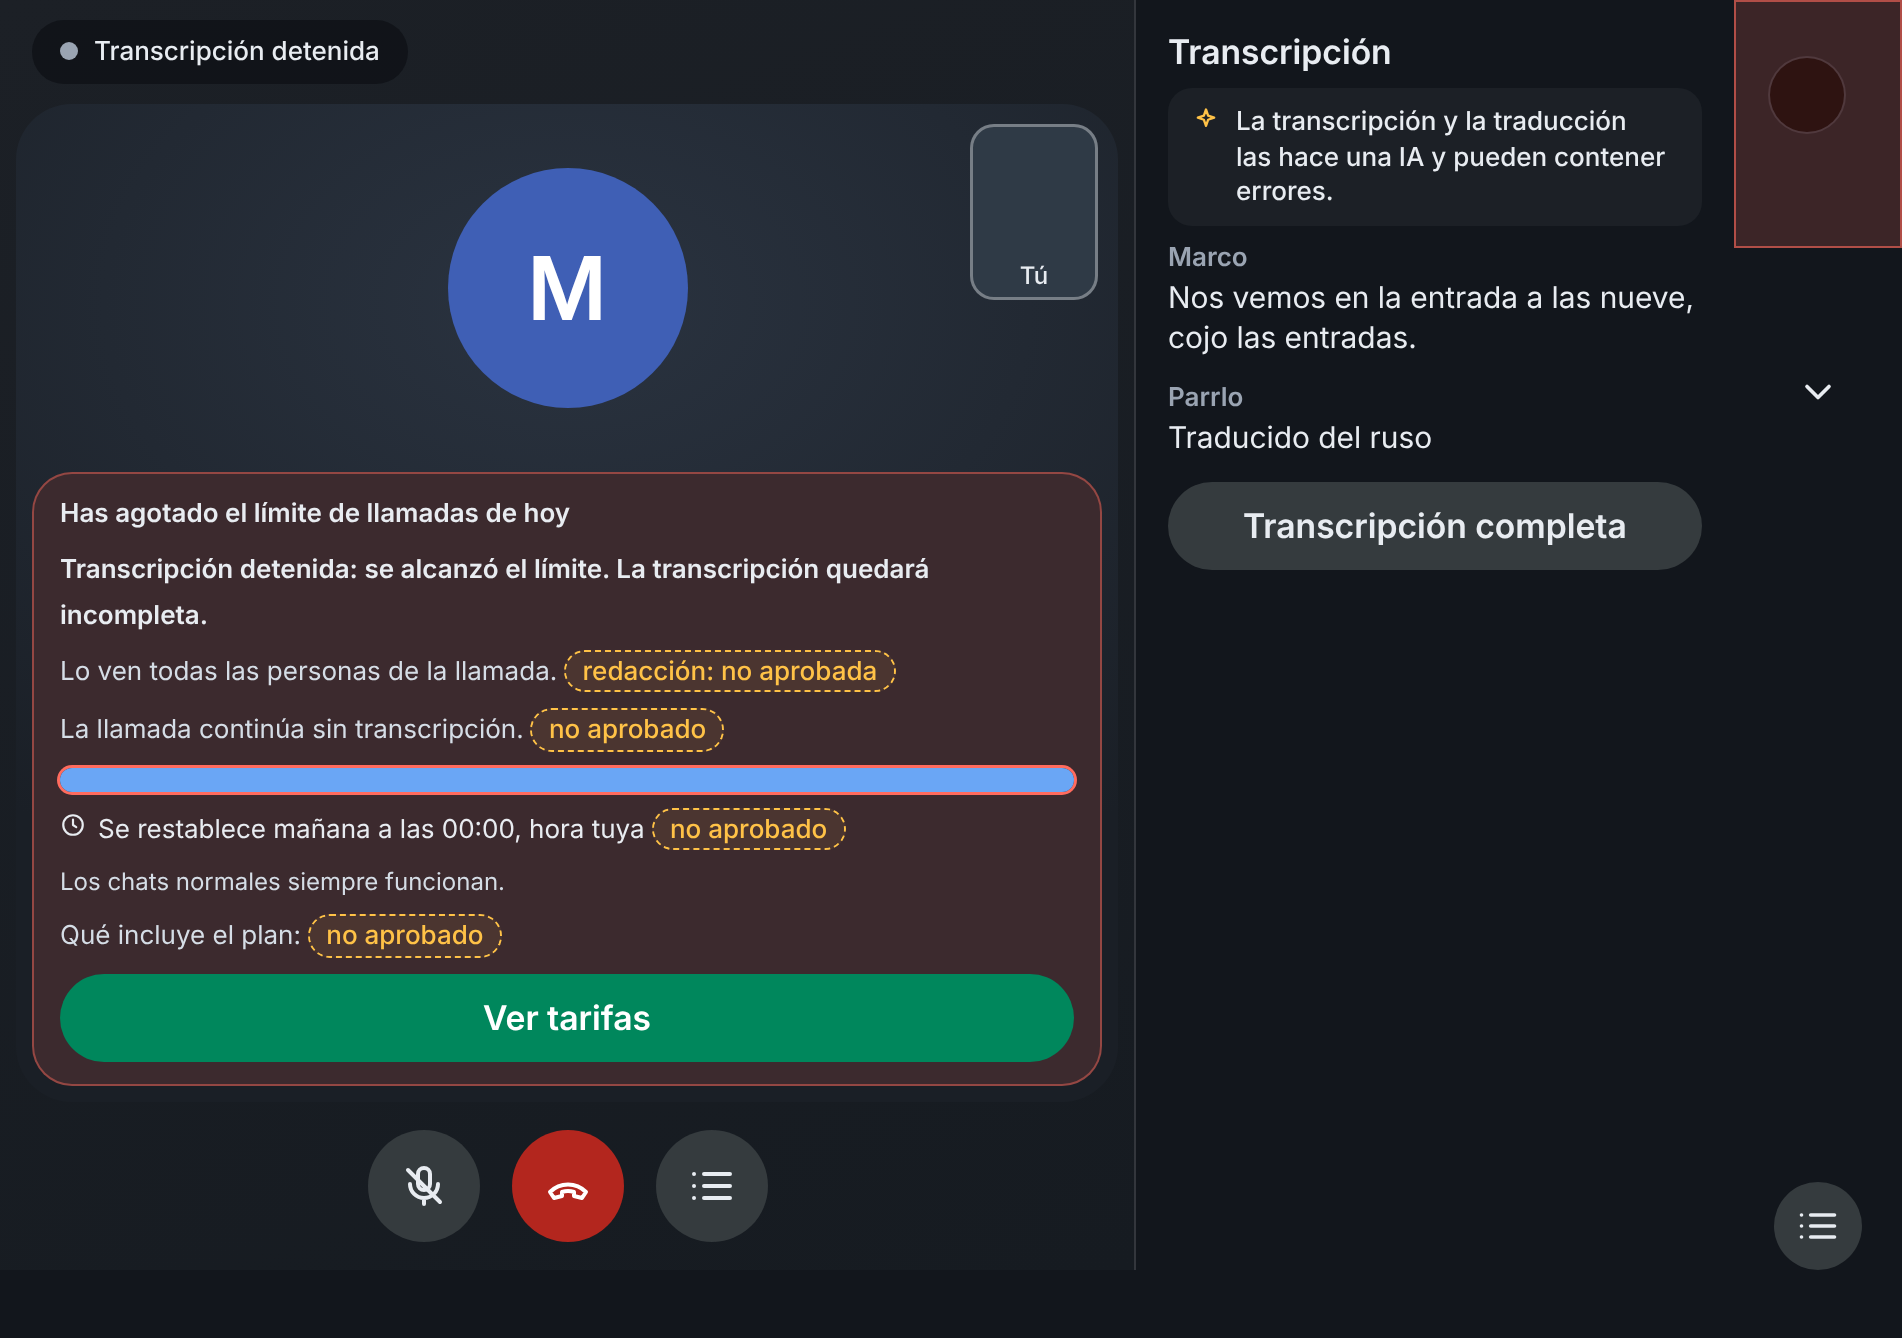 Transcripción detenida
M
Tú
Has agotado el límite de llamadas de hoy
Transcripción detenida: se alcanzó el límite. La transcripción quedará
incompleta.
Lo ven todas las personas de la llamada. redacción: no aprobada
La llamada continúa sin transcripción. no aprobado
Se restablece mañana a las 00:00, hora tuya no aprobado
Los chats normales siempre funcionan.
Qué incluye el plan: no aprobado
Ver tarifas
Transcripción
La transcripción y la traducción
las hace una IA y pueden contener
errores.
Marco
Nos vemos en la entrada a las nueve,
cojo las entradas.
Parrlo
Traducido del ruso
Transcripción completa